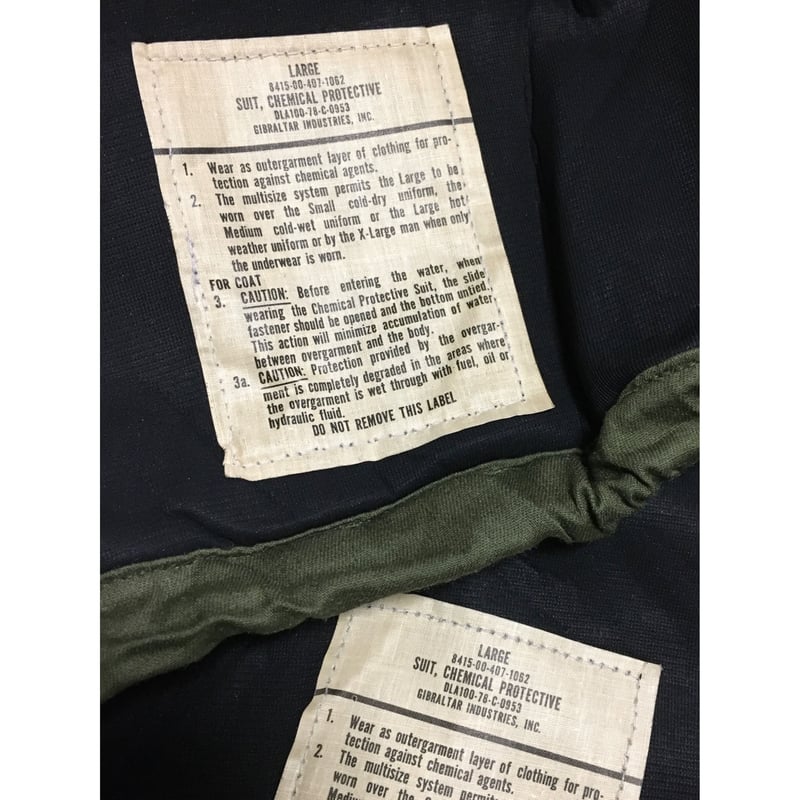 LARGE
8415-00-407-1062
SUIT, CHEMICAL PROTECTIVE
DLA100-78-C-0953
GIBRALTAR INDUSTRIES, INC.
1. Wear as outergarment layer of clothing for pro-
tection against chemical agents.
2. The multisize system permits the Large to be
worn over the Small cold-dry uniform, the
Medium cold-wet uniform or the Large hot
weather uniform or by the X-Large man when only
the underwear is worn.
FOR COAT
3. CAUTION: Before entering the water, when
wearing the Chemical Protective Suit, the slide
fastener should be opened and the bottom untied.
This action will minimize accumulation of water
between overgarment and the body.
3a. CAUTION: Protection provided by the overgar-
ment is completely degraded in the areas where
the overgarment is wet through with fuel, oil or
hydraulic fluid.
DO NOT REMOVE THIS LABEL
LARGE
8415-00-407-1062
SUIT, CHEMICAL PROTECTIVE
DLA100-78-C-0953
GIBRALTAR INDUSTRIES, INC.
1. Wear as outergarment layer of clothing for pro-
tection against chemical agents.
2. The multisize system permits the Large to be
worn over the